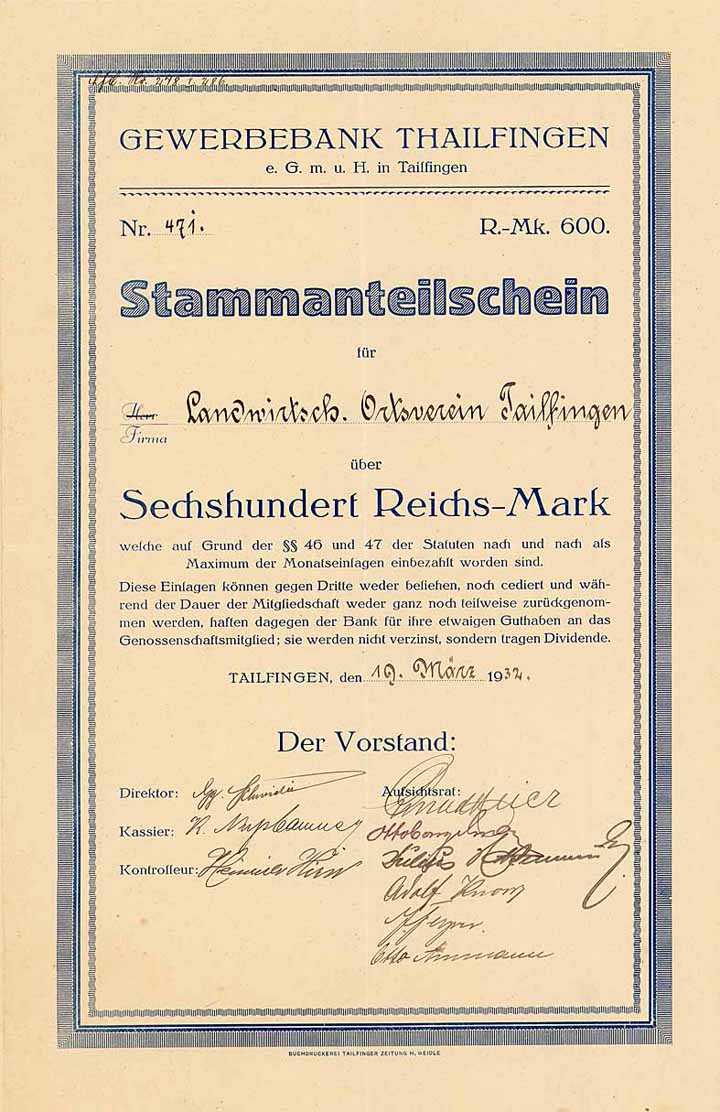 Nr. 278 & 286
GEWERBEBANK THAILFINGEN
e. G. m. u. H. in Tailfingen
Nr. 471. R.-Mk. 600.
Stammanteilschein
für
Herr Landwirtsch. Ortsverein Tailfingen
Firma
über
Sechshundert Reichs-Mark
welche auf Grund der §§ 46 und 47 der Statuten nach und nach als
Maximum der Monatseinlagen einbezahlt worden sind.
Diese Einlagen können gegen Dritte weder beliehen, noch cediert und wäh-
rend der Dauer der Mitgliedschaft weder ganz noch teilweise zurückgenom-
men werden, haften dagegen der Bank für ihre etwaigen Guthaben an das
Genossenschaftsmitglied; sie werden nicht verzinst, sondern tragen Dividende.
TAILFINGEN, den 19. März 1932.
Der Vorstand:
Direktor: Aufsichtsrat:
Kassier:
Kontrolleur:
Adolf
Otto Ammann
BUCHDRUCKEREI TAILFINGER ZEITUNG H. WEIDLE